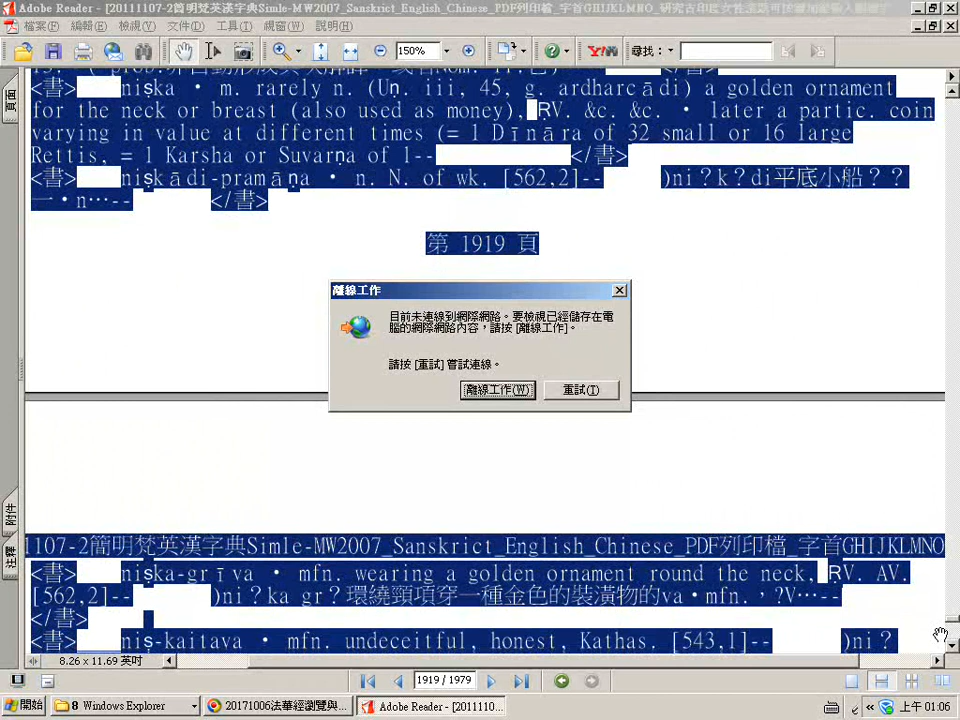 Adobe Reader - [20111107-2簡明梵英漢字典Simle-MW2007_Sanskrict_English_Chinese_PDF列印檔_字首GHIJKLMNO_研究古印度女性
檔案(F) 編輯(E) 檢視(V) 文件(D) 工具(T) 視窗(W) 說明(H)
150% 尋找：
頁面
<書> niṣka • m. rarely n. (Uṇ. iii, 45, g. ardharcādi) a golden ornament
for the neck or breast (also used as money), RV. &c. &c. • later a partic. coin
varying in value at different times (= 1 Dīnāra of 32 small or 16 large
Rettis, = 1 Karsha or Suvarṇa of 1-- </書>
<書> niṣkādi-pramāṇa • n. N. of wk. [562,2]-- )ni？k？di平底小船？？
一•n…-- </書>
第 1919 頁
離線工作
目前未連線到網際網路。要檢視已經儲存在電
腦的網際網路內容，請按 [離線工作]。
請按 [重試] 嘗試連線。
離線工作(W) 重試(T)
附件
注釋
1107-2簡明梵英漢字典Simle-MW2007_Sanskrict_English_Chinese_PDF列印檔_字首GHIJKLMNO
<書> niṣka-grīva • mfn. wearing a golden ornament round the neck, RV. AV.
[562,2]-- )ni？ka gr？環繞頸項穿一種金色的裝潢物的va•mfn.，?V…--
</書>
<書> niṣ-kaitava • mfn. undeceitful, honest, Kathas. [543,1]-- )ni？
8.26 x 11.69 英吋
1919 / 1979
開始 8 Windows Explorer 20171006法華經瀏覽與... Adobe Reader - [2011110... 上午 01:06